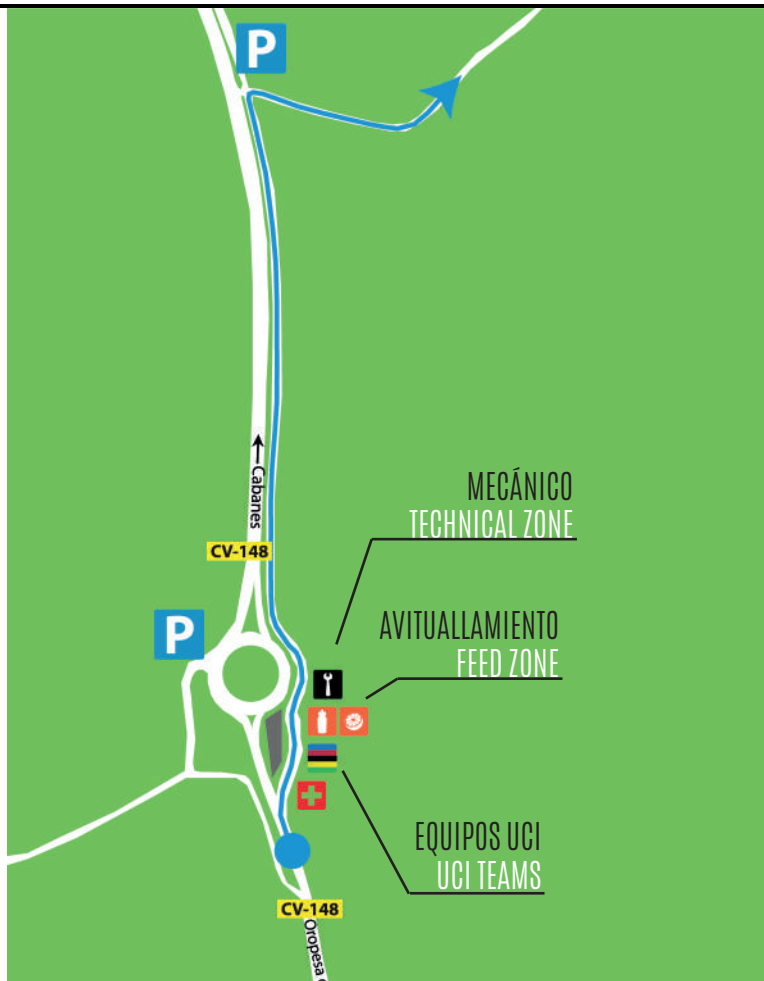 P
MECÁNICO
TECHNICAL ZONE
Cabanes
CV-148
AVITUALLAMIENTO
FEED ZONE
P
EQUIPOS UCI
UCI TEAMS
CV-148
Oropesa